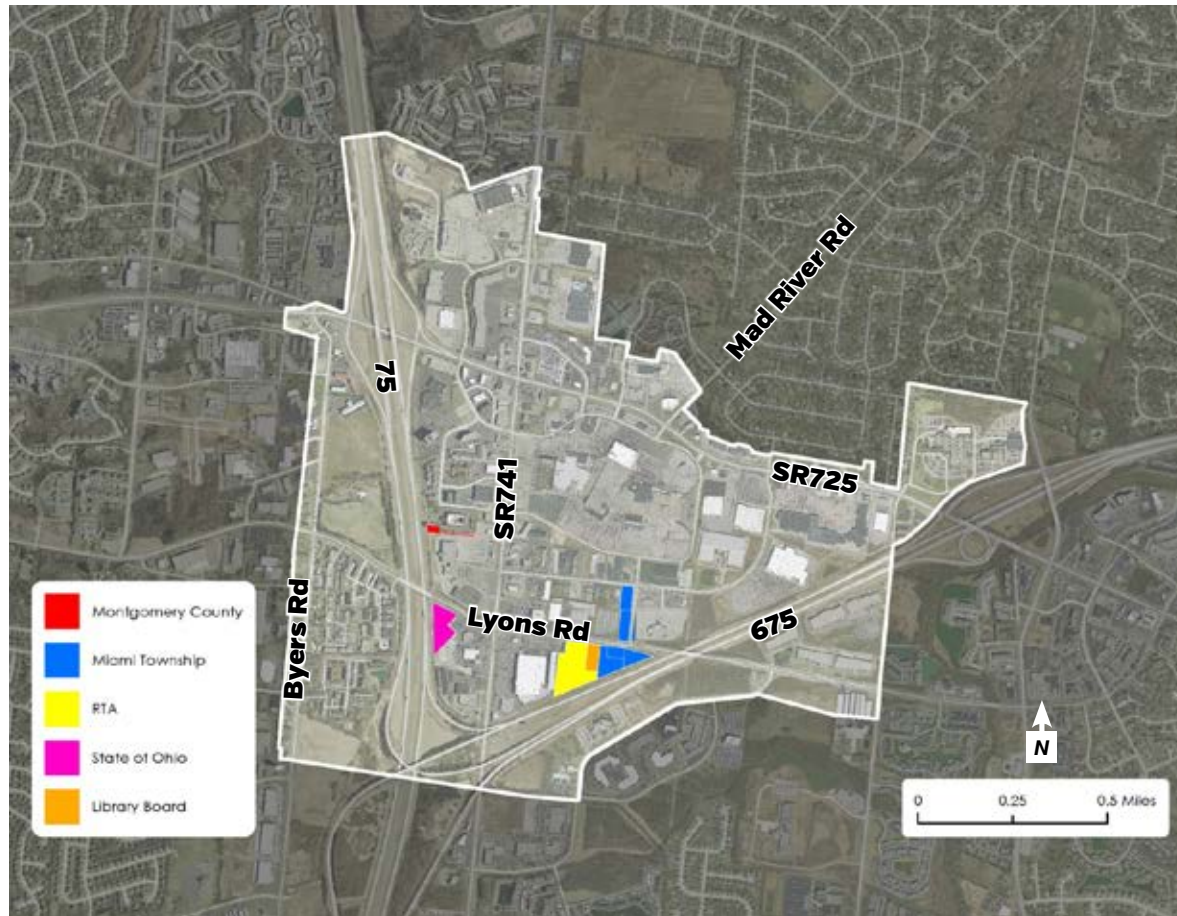 Mad River Rd
75
SR741
SR725
Byers Rd
Lyons Rd
675
Montgomery County
Miami Township
RTA
State of Ohio
Library Board
N
0 0.25 0.5 Miles